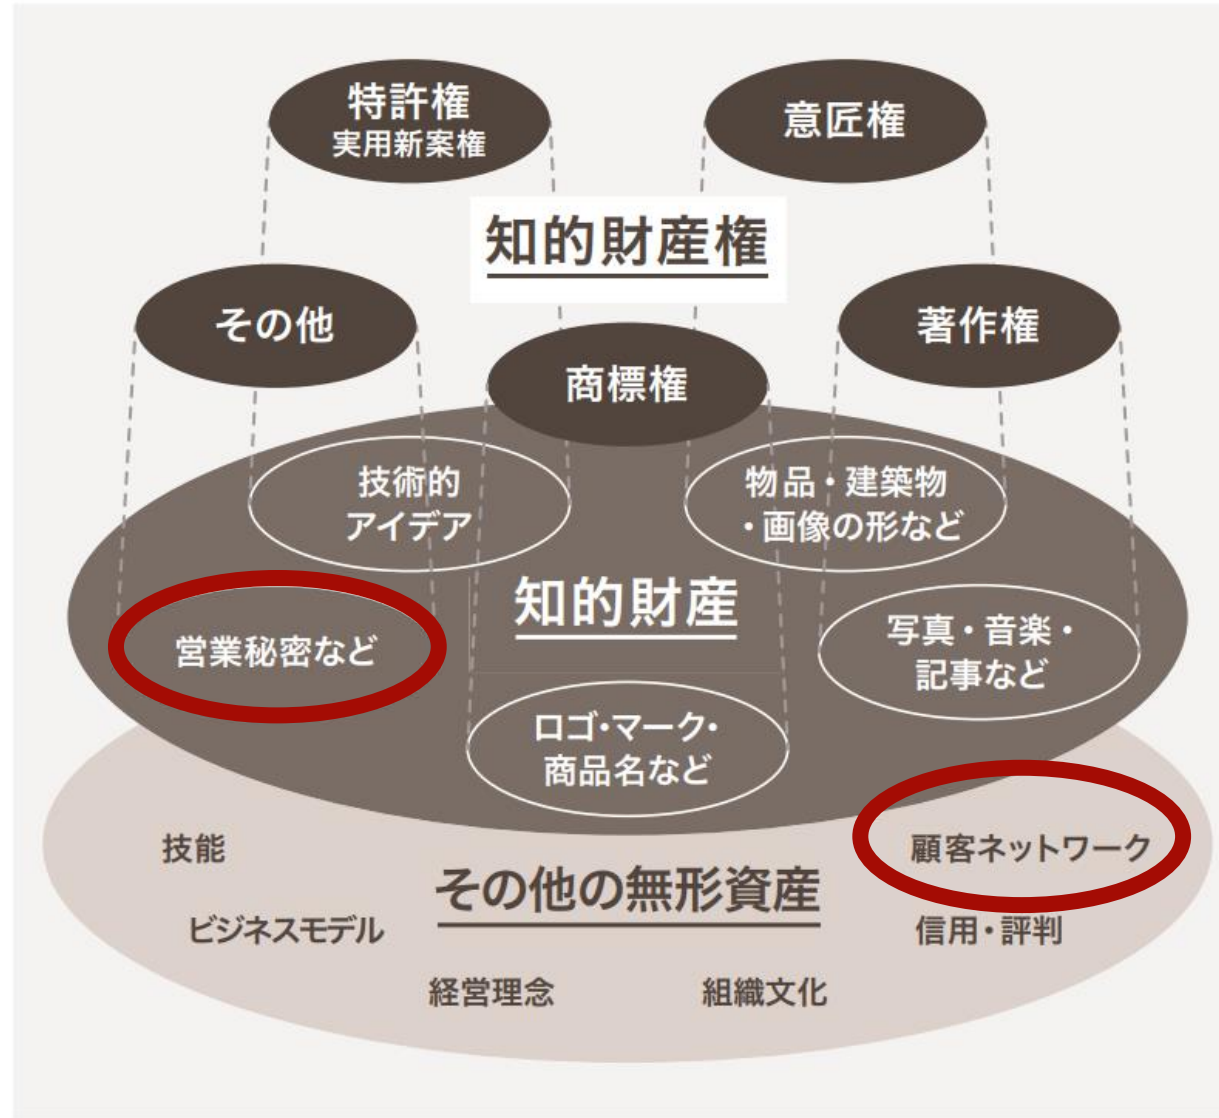 特許権
実用新案権
意匠権
知的財産権
その他
著作権
商標権
技術的
アイデア
物品・建築物
・画像の形など
知的財産
営業秘密など
写真・音楽・
記事など
ロゴ・マーク・
商品名など
技能
顧客ネットワーク
その他の無形資産
ビジネスモデル
信用・評判
経営理念
組織文化